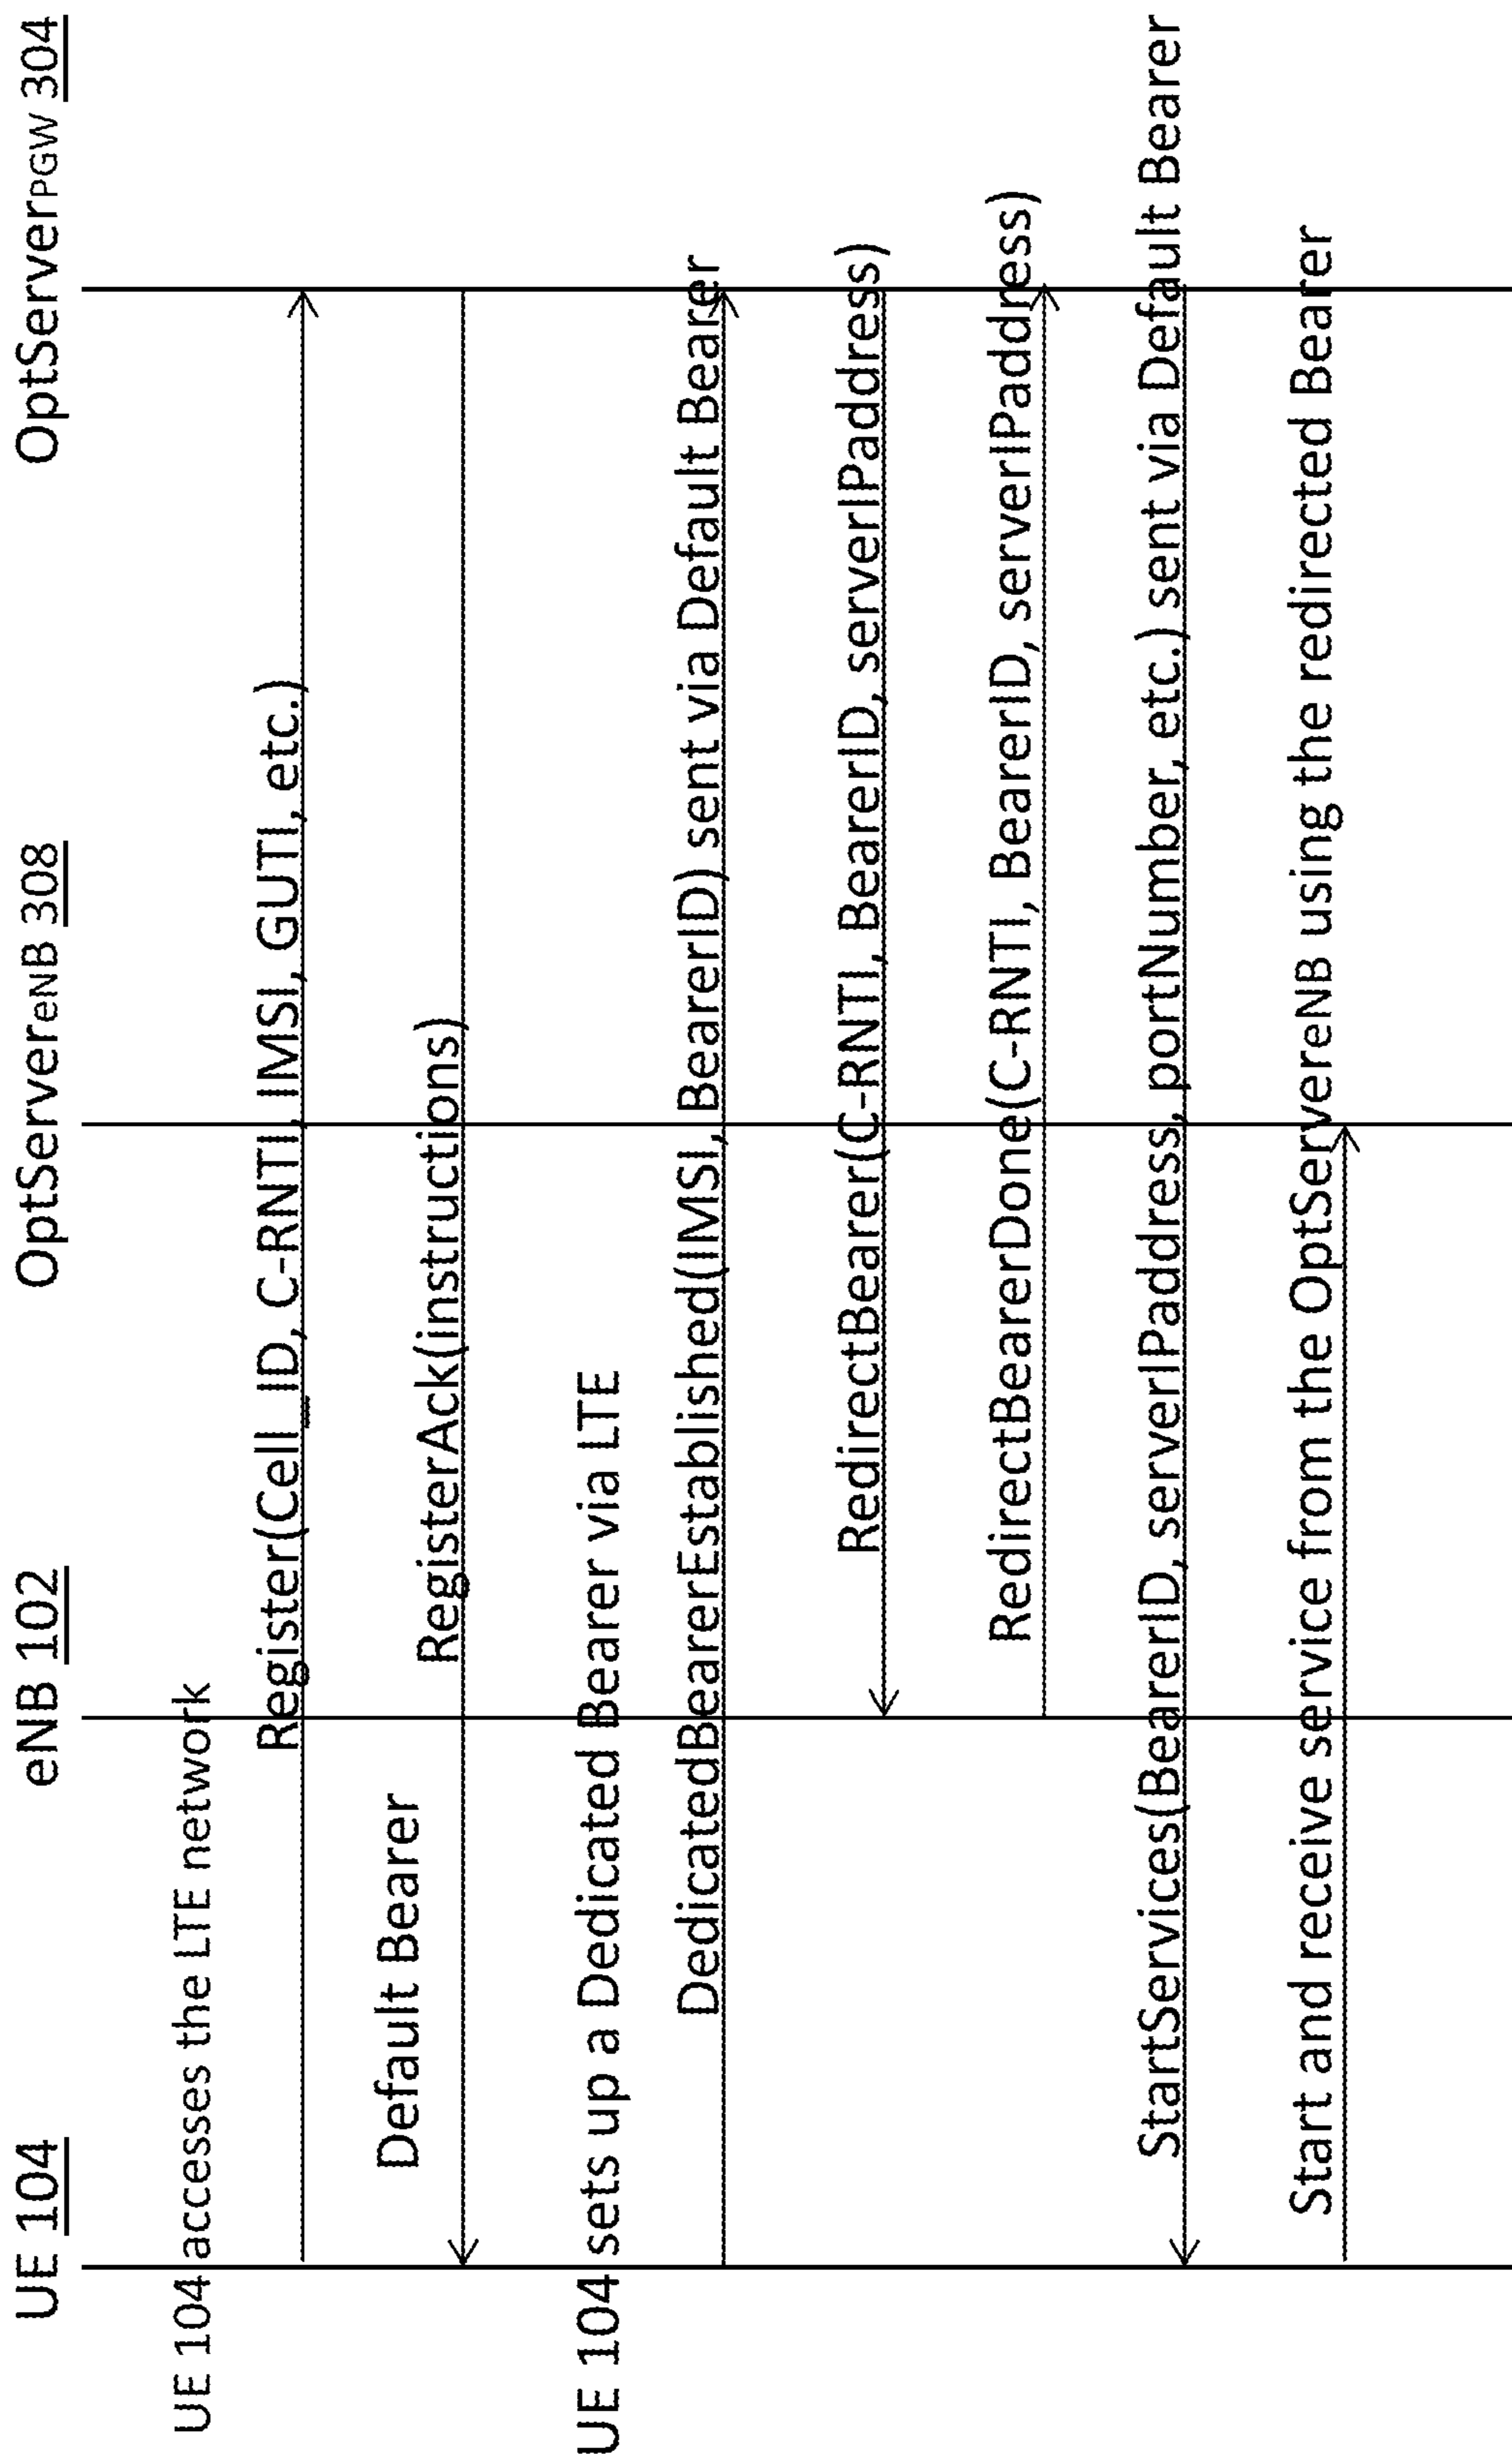 UE 104
eNB 102
OptServereNB 308
OptServerPGW 304
UE 104 accesses the LTE network
Register(Cell_ID, C-RNTI, IMSI, GUTI, etc.)
Default Bearer
RegisterAck(instructions)
UE 104 sets up a Dedicated Bearer via LTE
DedicatedBearerEstablished(IMSI, BearerID) sent via Default Bearer
RedirectBearer(C-RNTI, BearerID, serverIPaddress)
RedirectBearerDone(C-RNTI, BearerID, serverIPaddress)
StartServices(BearerID, serverIPaddress, portNumber, etc.) sent via Default Bearer
Start and receive service from the OptServereNB using the redirected Bearer